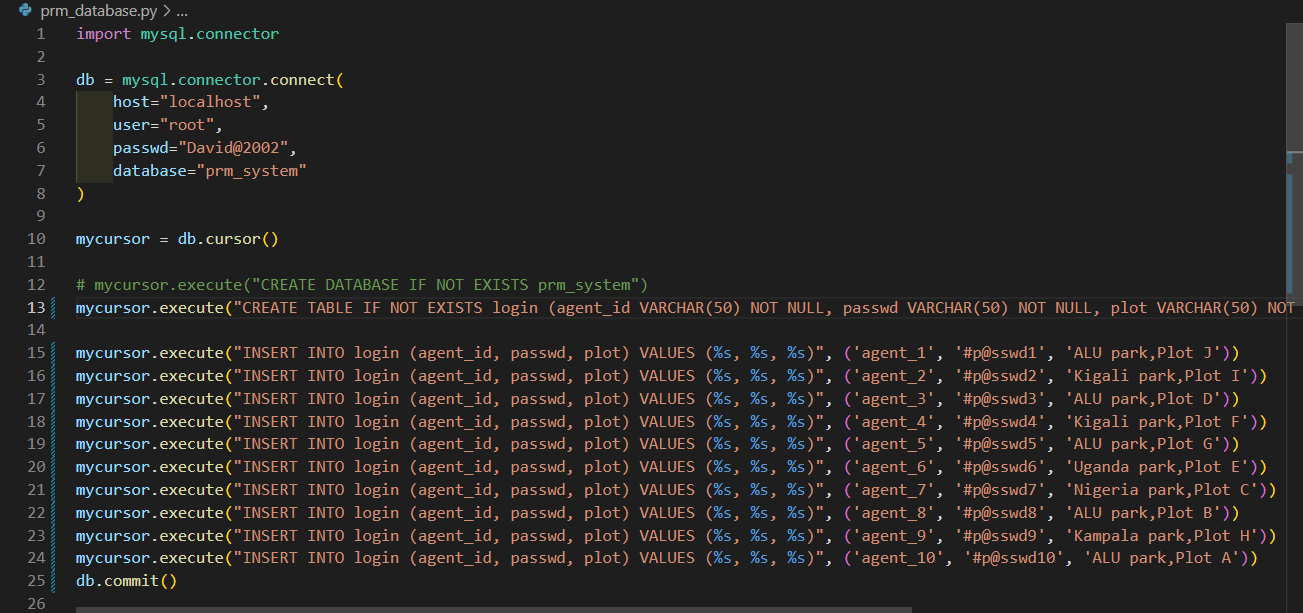 prm_database.py > ...
1 import mysql.connector
2
3 db = mysql.connector.connect(
4     host="localhost",
5     user="root",
6     passwd="David@2002",
7     database="prm_system"
8 )
9
10 mycursor = db.cursor()
11
12 # mycursor.execute("CREATE DATABASE IF NOT EXISTS prm_system")
13 mycursor.execute("CREATE TABLE IF NOT EXISTS login (agent_id VARCHAR(50) NOT NULL, passwd VARCHAR(50) NOT NULL, plot VARCHAR(50) NOT
14
15 mycursor.execute("INSERT INTO login (agent_id, passwd, plot) VALUES (%s, %s, %s)", ('agent_1', '#p@sswd1', 'ALU park,Plot J'))
16 mycursor.execute("INSERT INTO login (agent_id, passwd, plot) VALUES (%s, %s, %s)", ('agent_2', '#p@sswd2', 'Kigali park,Plot I'))
17 mycursor.execute("INSERT INTO login (agent_id, passwd, plot) VALUES (%s, %s, %s)", ('agent_3', '#p@sswd3', 'ALU park,Plot D'))
18 mycursor.execute("INSERT INTO login (agent_id, passwd, plot) VALUES (%s, %s, %s)", ('agent_4', '#p@sswd4', 'Kigali park,Plot F'))
19 mycursor.execute("INSERT INTO login (agent_id, passwd, plot) VALUES (%s, %s, %s)", ('agent_5', '#p@sswd5', 'ALU park,Plot G'))
20 mycursor.execute("INSERT INTO login (agent_id, passwd, plot) VALUES (%s, %s, %s)", ('agent_6', '#p@sswd6', 'Uganda park,Plot E'))
21 mycursor.execute("INSERT INTO login (agent_id, passwd, plot) VALUES (%s, %s, %s)", ('agent_7', '#p@sswd7', 'Nigeria park,Plot C'))
22 mycursor.execute("INSERT INTO login (agent_id, passwd, plot) VALUES (%s, %s, %s)", ('agent_8', '#p@sswd8', 'ALU park,Plot B'))
23 mycursor.execute("INSERT INTO login (agent_id, passwd, plot) VALUES (%s, %s, %s)", ('agent_9', '#p@sswd9', 'Kampala park,Plot H'))
24 mycursor.execute("INSERT INTO login (agent_id, passwd, plot) VALUES (%s, %s, %s)", ('agent_10', '#p@sswd10', 'ALU park,Plot A'))
25 db.commit()
26